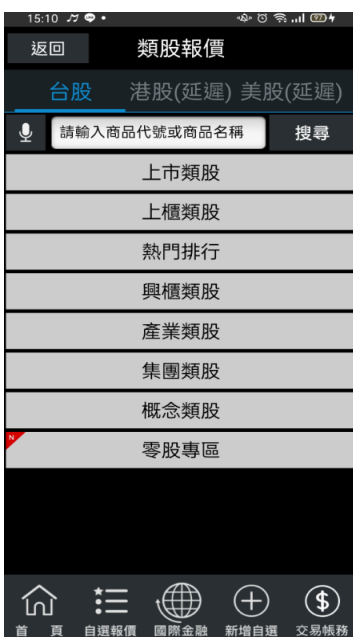 15:10 97
返回 類股報價
台股 港股(延遲) 美股(延遲)
請輸入商品代號或商品名稱 搜尋
上市類股
上櫃類股
熱門排行
興櫃類股
產業類股
集團類股
概念類股
N
零股專區
首 頁 自選報價 國際金融 新增自選 交易帳務